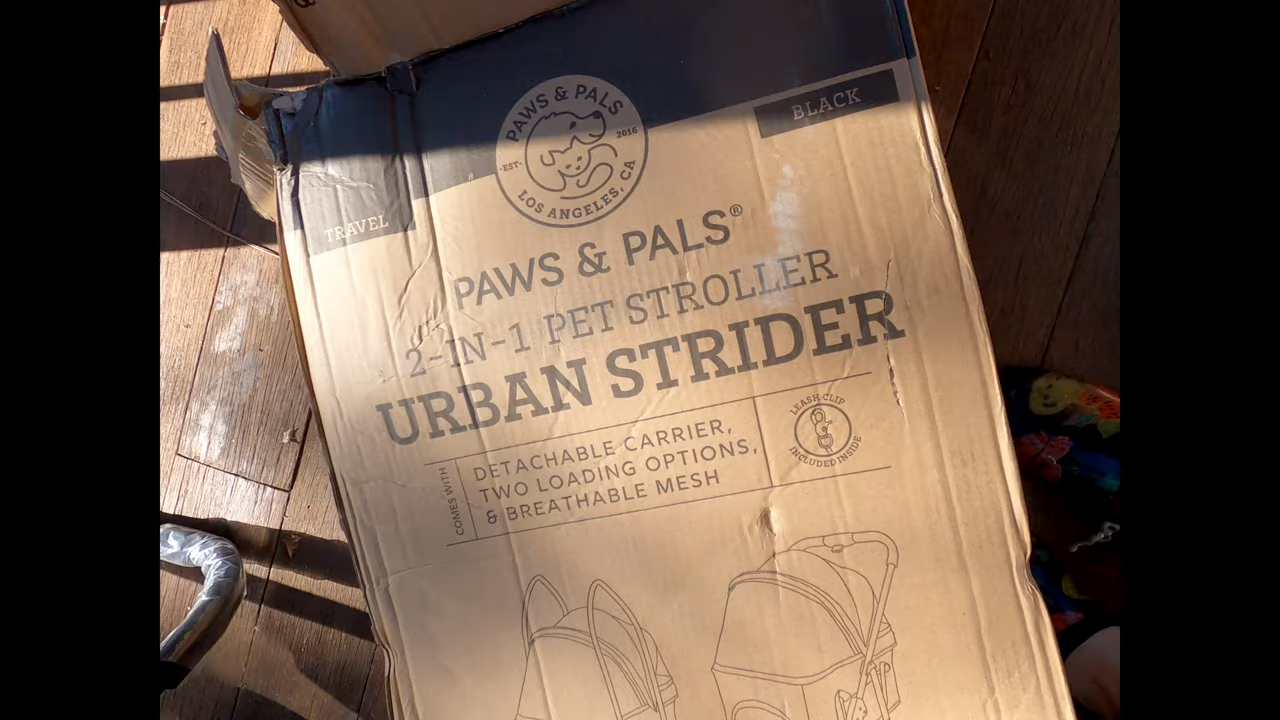 PAWS & PALS
-EST-
2016
LOS ANGELES, CA
BLACK
TRAVEL
PAWS & PALS®
2-IN-1 PET STROLLER
URBAN STRIDER
COMES WITH
DETACHABLE CARRIER,
TWO LOADING OPTIONS,
& BREATHABLE MESH
LEASH CLIP
INCLUDED INSIDE